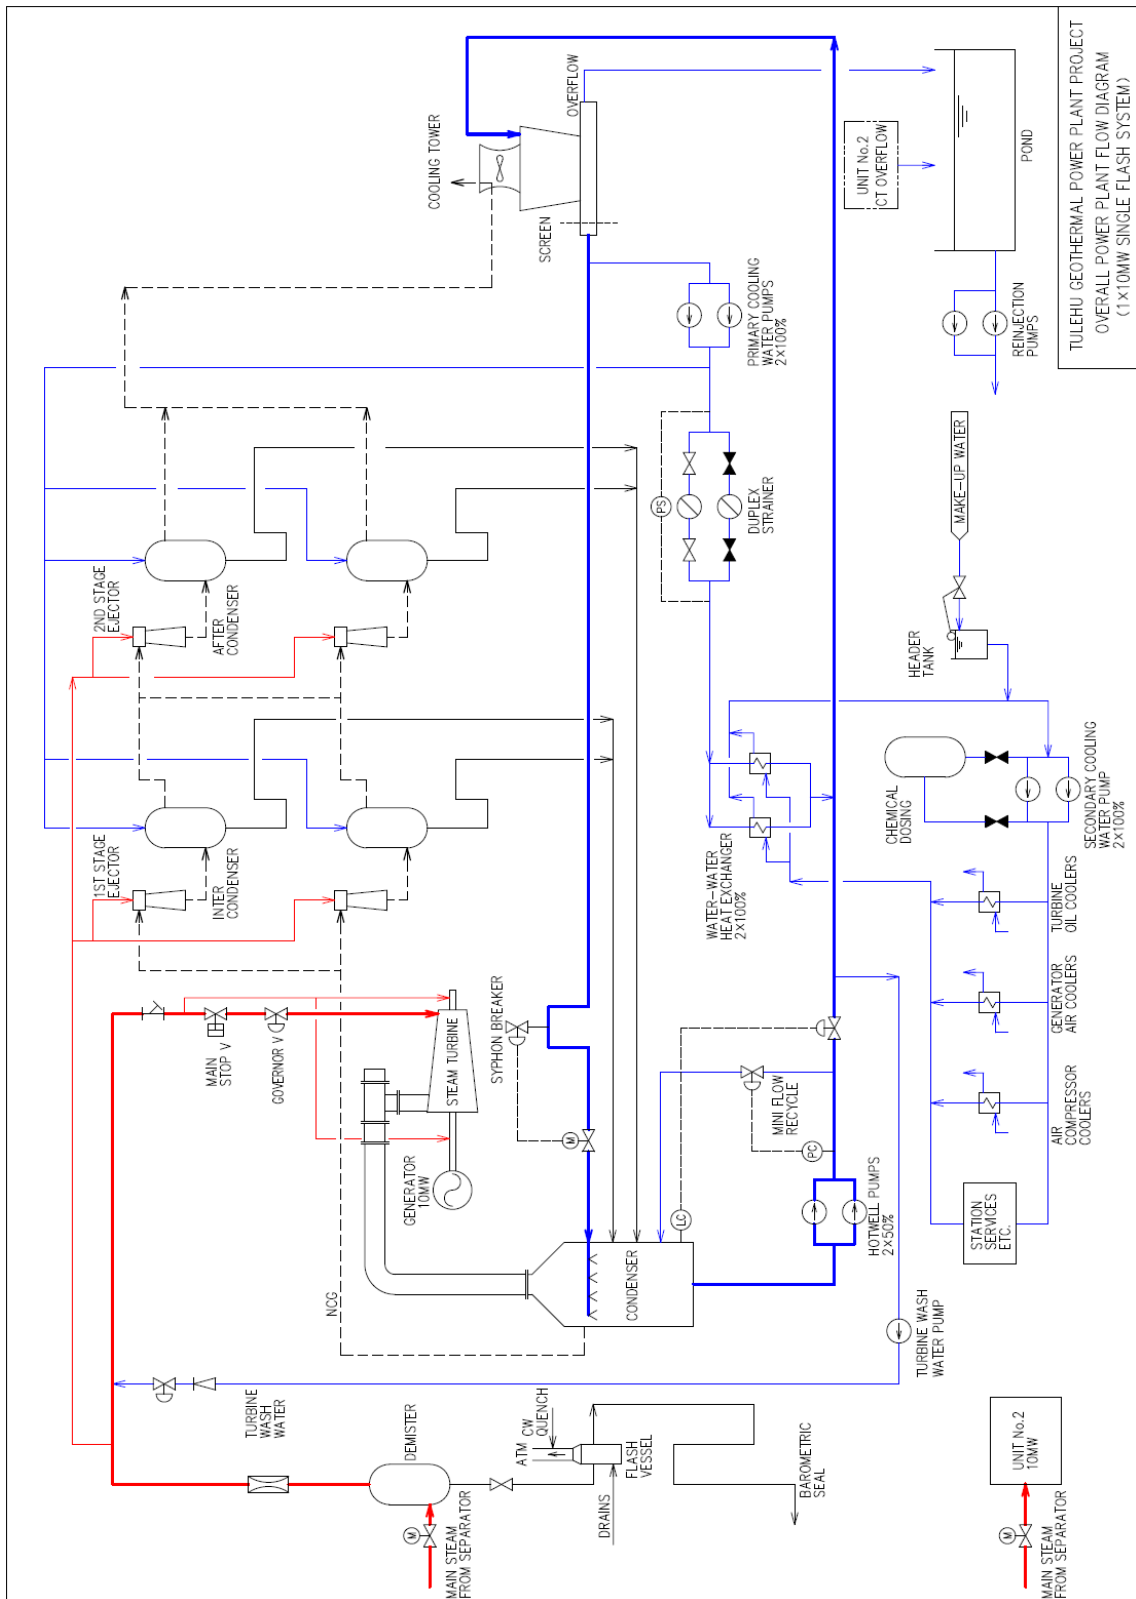 COOLING TOWER
OVERFLOW
SCREEN
UNIT No.2
CT OVERFLOW
POND
TULEHU GEOTHERMAL POWER PLANT PROJECT
OVERALL POWER PLANT FLOW DIAGRAM
(1×10MW SINGLE FLASH SYSTEM)
REINJECTION
PUMPS
PRIMARY COOLING
WATER PUMPS
2×100%
PS
DUPLEX
STRAINER
2ND STAGE
EJECTOR
AFTER
CONDENSER
1ST STAGE
EJECTOR
INTER
CONDENSER
MAKE-UP WATER
HEADER
TANK
CHEMICAL
DOSING
SECONDARY COOLING
WATER PUMP
2×100%
WATER-WATER
HEAT EXCHANGER
2×100%
TURBINE
OIL COOLERS
GENERATOR
AIR COOLERS
AIR
COMPRESSOR
COOLERS
STATION
SERVICES
ETC.
MAIN
STOP V
GOVERNOR V
STEAM TURBINE
GENERATOR
10MW
SYPHON BREAKER
M
MINI FLOW
RECYCLE
PC
LC
HOTWELL PUMPS
2×50%
CONDENSER
NCG
TURBINE WASH
WATER PUMP
TURBINE
WASH
WATER
DEMISTER
ATM
CW
QUENCH
FLASH
VESSEL
DRAINS
BAROMETRIC
SEAL
M
MAIN STEAM
FROM SEPARATOR
UNIT No.2
10MW
M
MAIN STEAM
FROM SEPARATOR